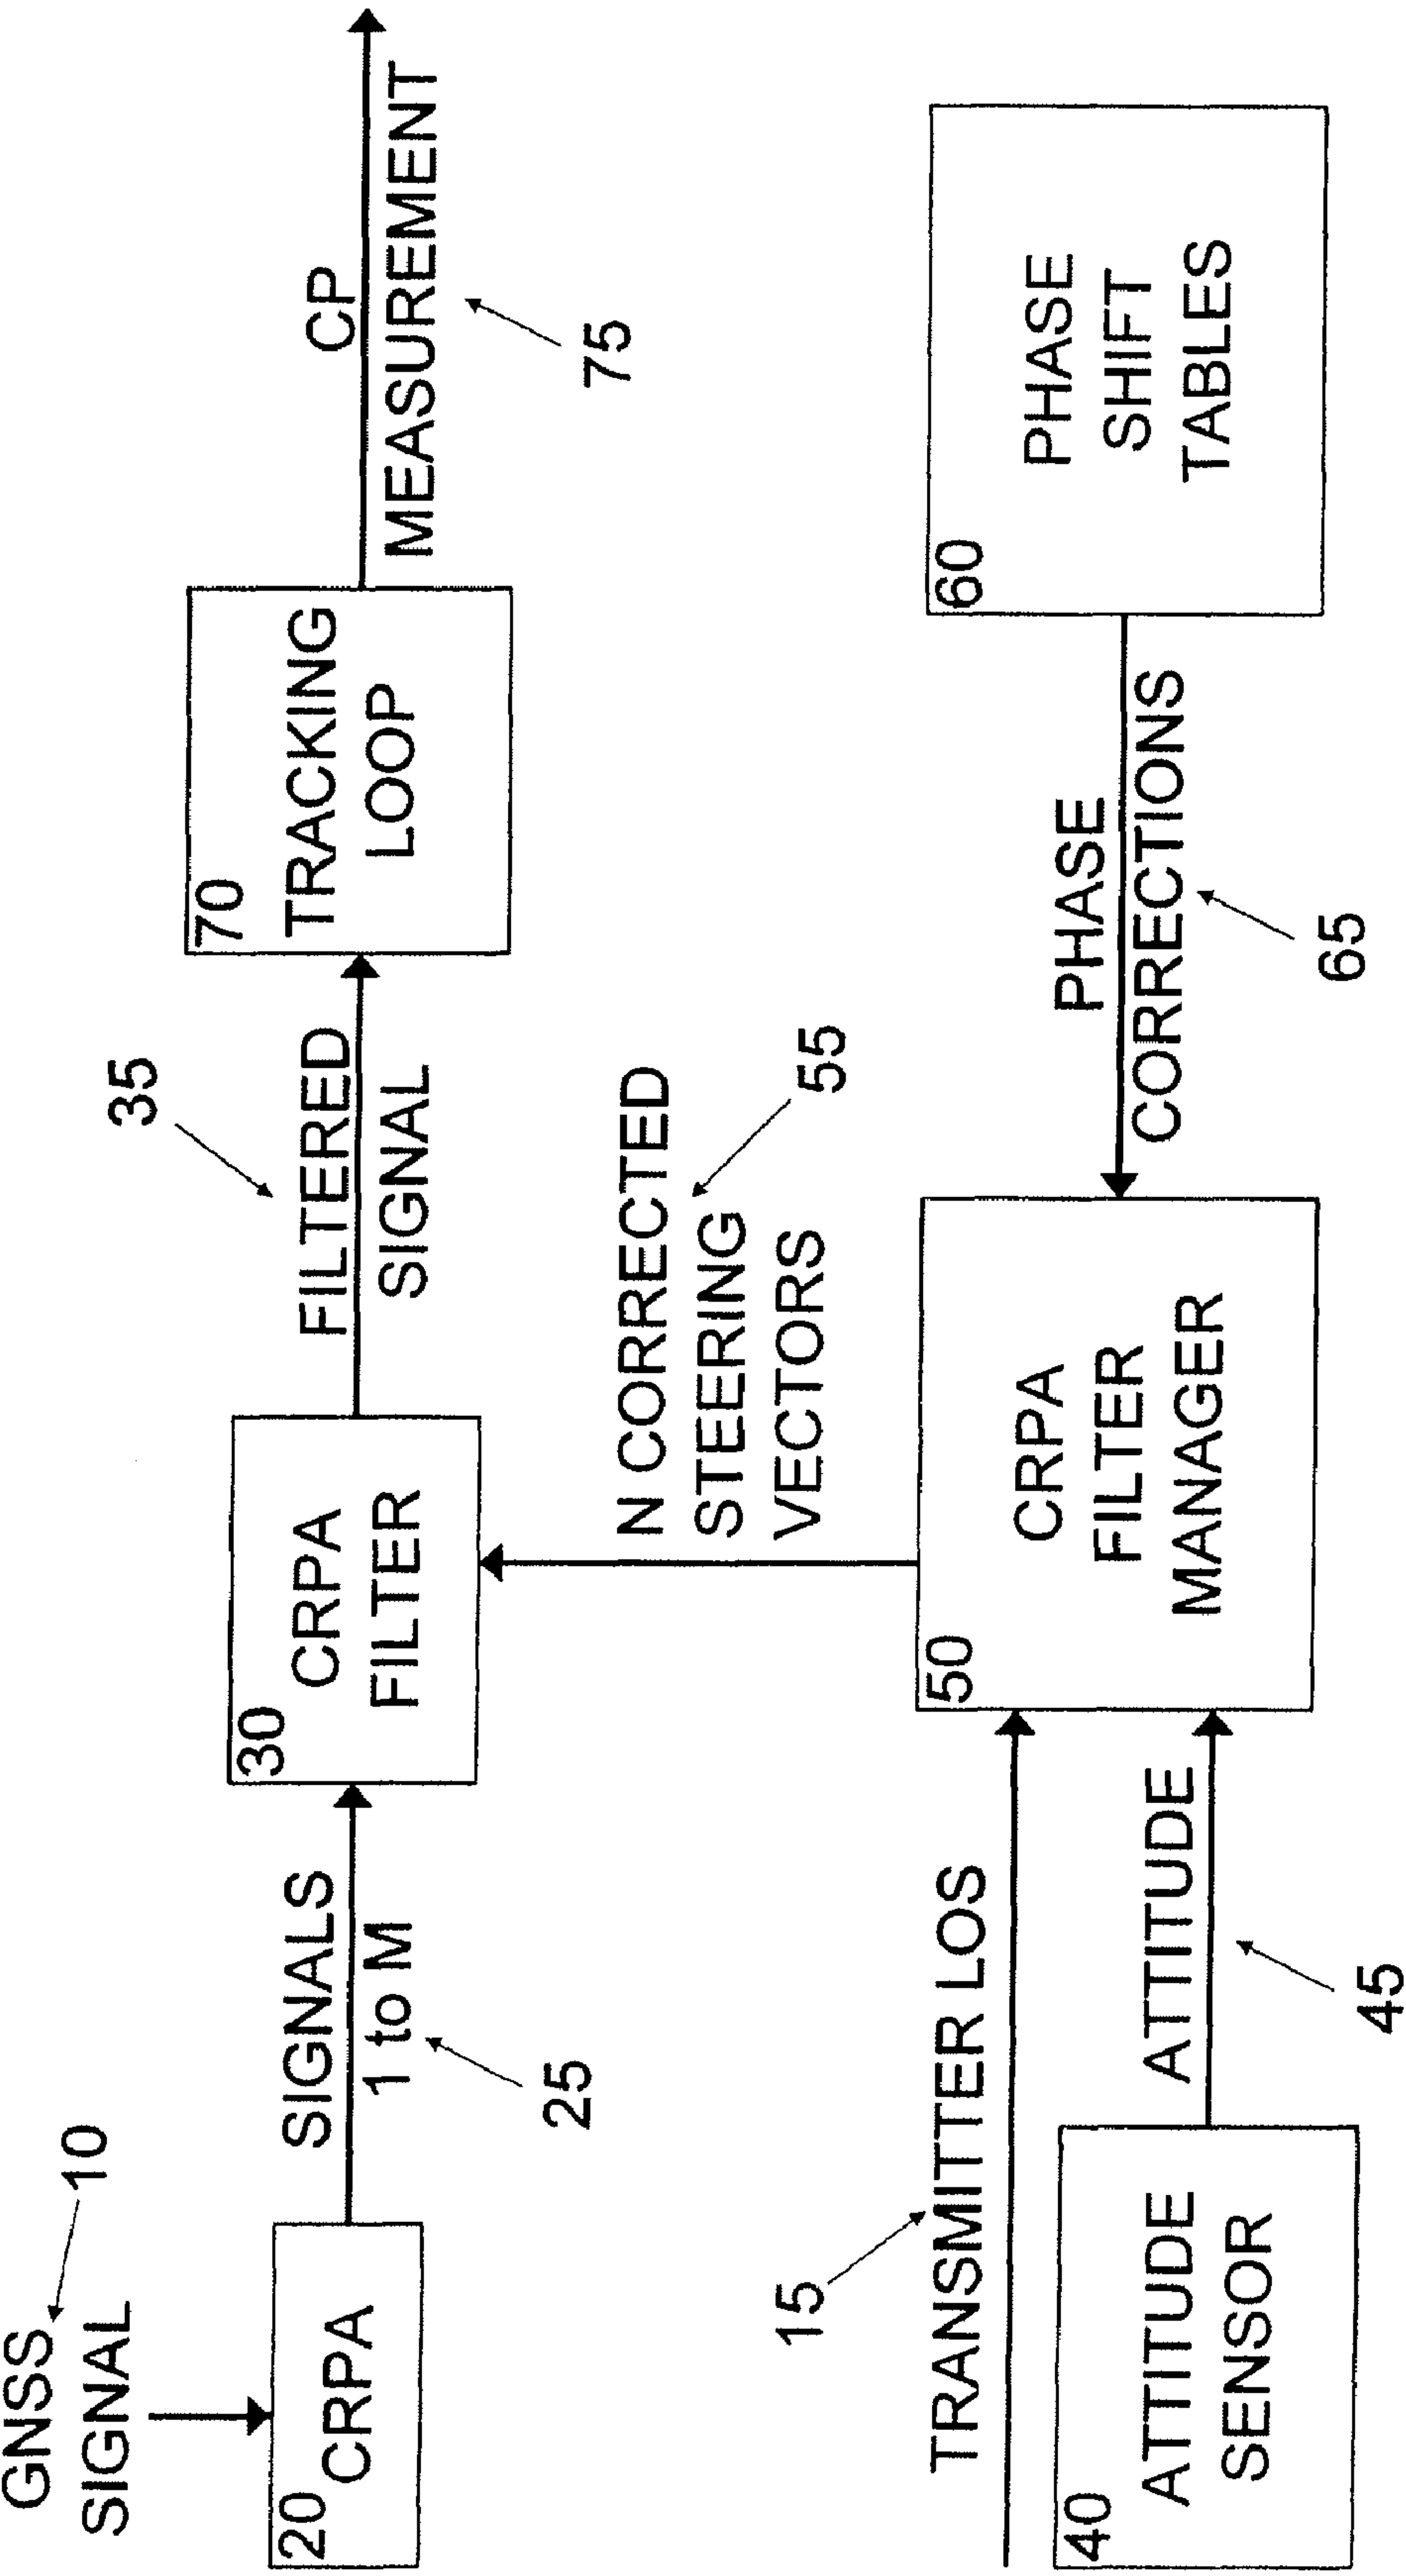 GNSS
SIGNAL
10
20
CRPA
SIGNALS
1 to M
25
30
CRPA
FILTER
35
FILTERED
SIGNAL
70
TRACKING
LOOP
CP
MEASUREMENT
75
N CORRECTED
STEERING
VECTORS
55
15
TRANSMITTER LOS
40
ATTITUDE
SENSOR
ATTITUDE
45
50
CRPA
FILTER
MANAGER
PHASE
CORRECTIONS
65
60
PHASE
SHIFT
TABLES